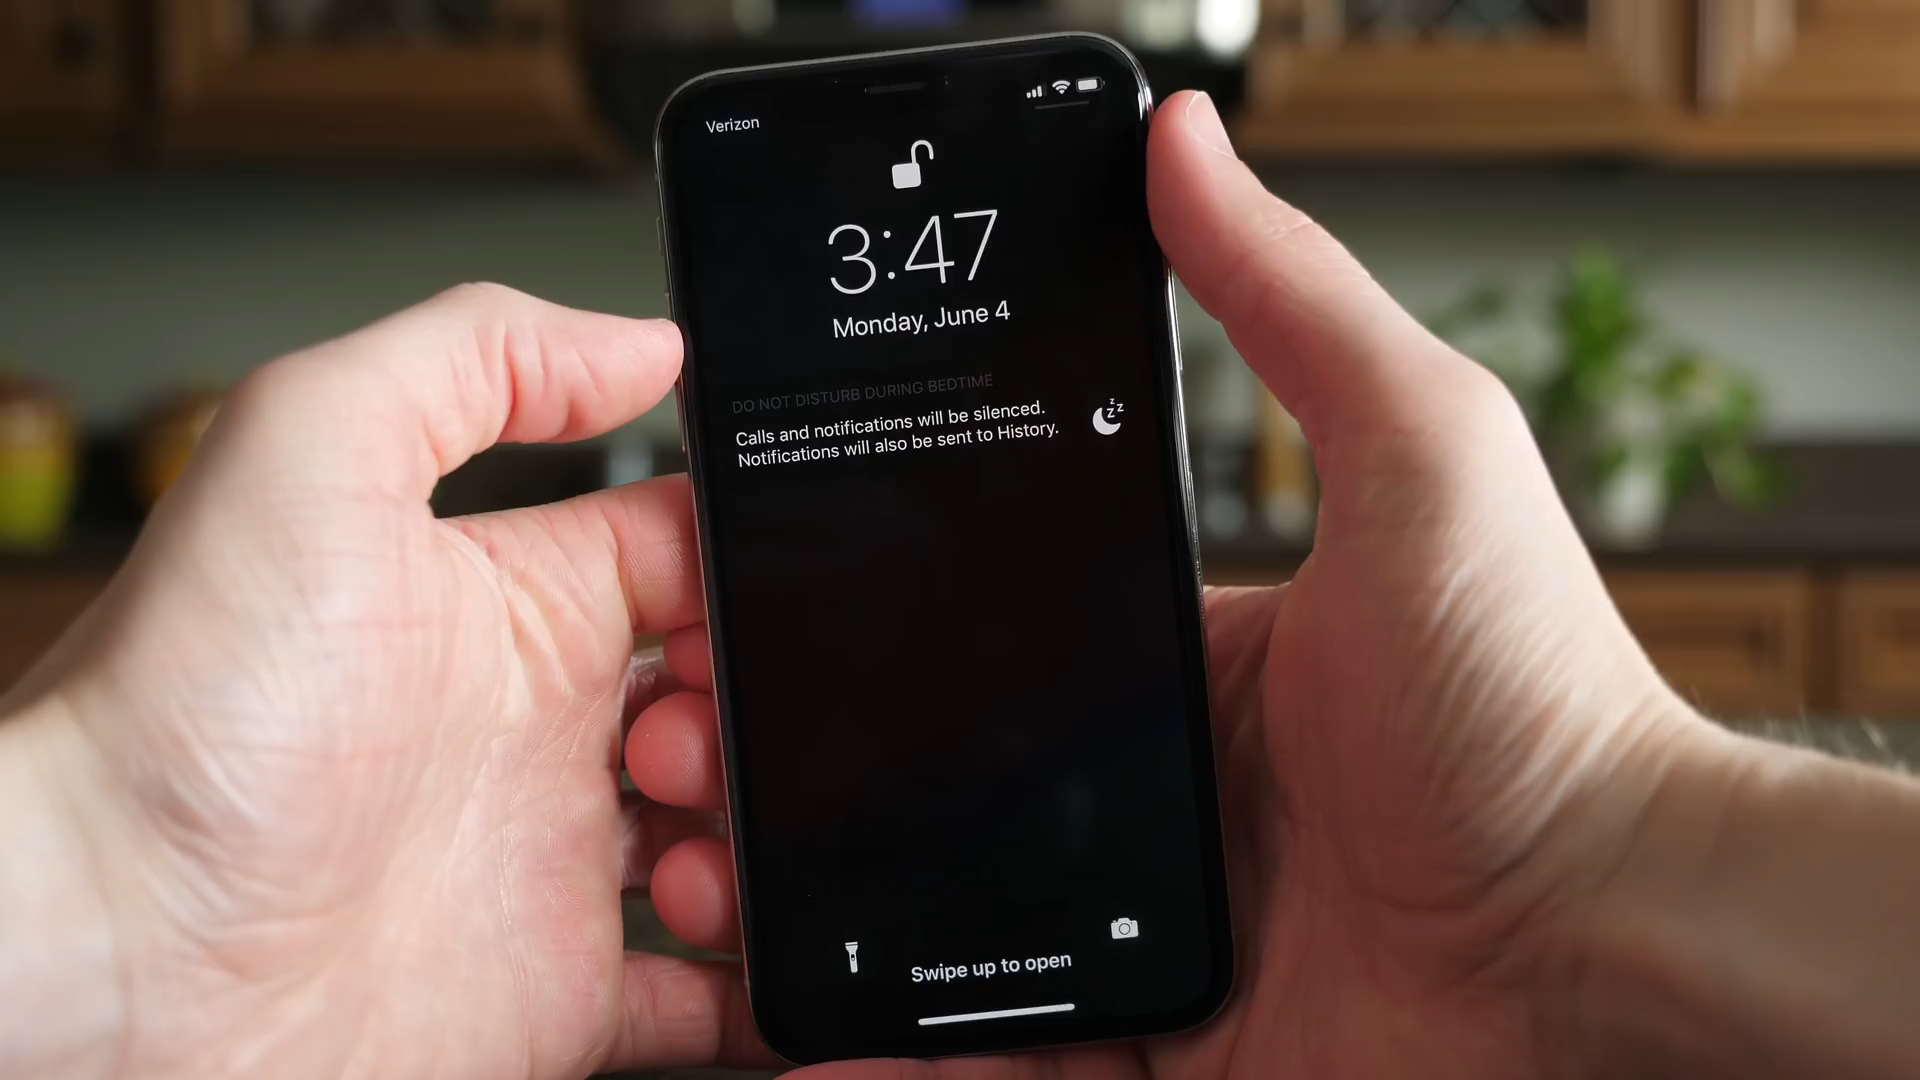 Verizon
3:47
Monday, June 4
DO NOT DISTURB DURING BEDTIME
Calls and notifications will be silenced.
Notifications will also be sent to History.
Swipe up to open